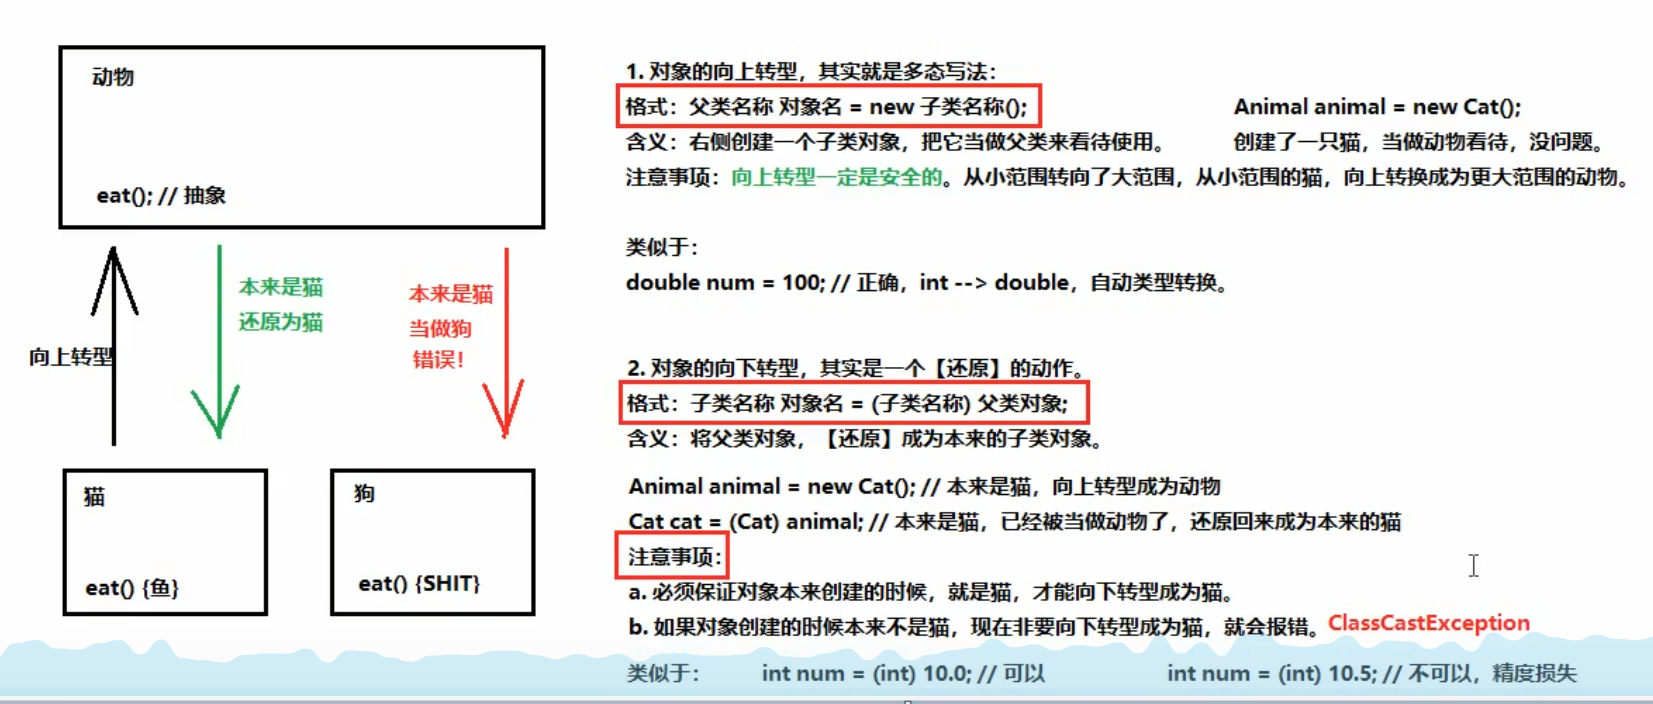 动物
eat(); // 抽象
向上转型
本来是猫
还原为猫
本来是猫
当做狗
错误！
猫
eat() {鱼}
狗
eat() {SHIT}
1. 对象的向上转型，其实就是多态写法：
格式：父类名称 对象名 = new 子类名称();
Animal animal = new Cat();
含义：右侧创建一个子类对象，把它当做父类来看待使用。
创建了一只猫，当做动物看待，没问题。
注意事项：向上转型一定是安全的。从小范围转向了大范围，从小范围的猫，向上转换成为更大范围的动物。
类似于：
double num = 100; // 正确，int --> double，自动类型转换。
2. 对象的向下转型，其实是一个【还原】的动作。
格式：子类名称 对象名 = (子类名称) 父类对象;
含义：将父类对象，【还原】成为本来的子类对象。
Animal animal = new Cat(); // 本来是猫，向上转型成为动物
Cat cat = (Cat) animal; // 本来是猫，已经被当做动物了，还原回来成为本来的猫
注意事项：
a. 必须保证对象本来创建的时候，就是猫，才能向下转型成为猫。
b. 如果对象创建的时候本来不是猫，现在非要向下转型成为猫，就会报错。ClassCastException
类似于： int num = (int) 10.0; // 可以 int num = (int) 10.5; // 不可以，精度损失